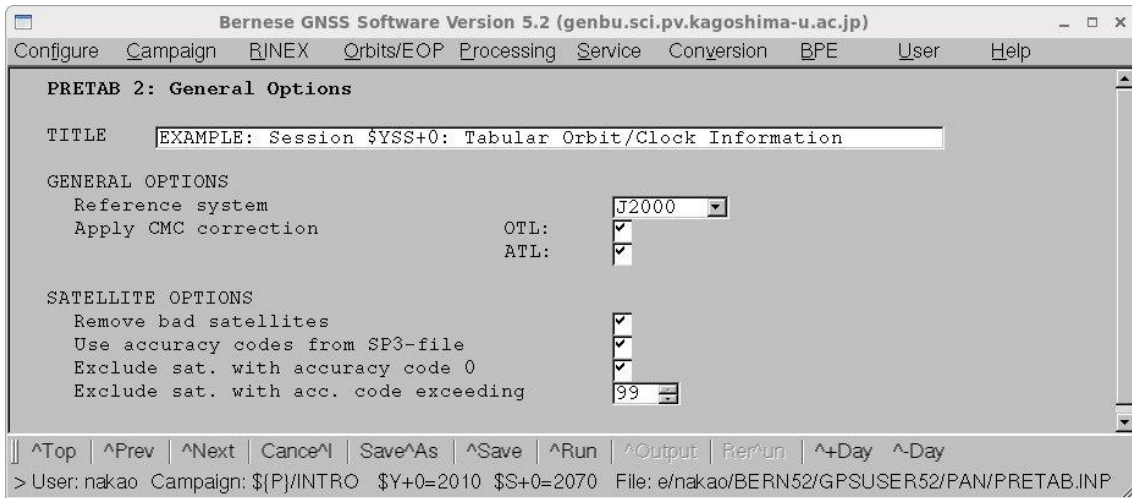 Bernese GNSS Software Version 5.2 (genbu.sci.pv.kagoshima-u.ac.jp)
Configure Campaign RINEX Orbits/EOP Processing Service Conversion BPE User Help
PRETAB 2: General Options
TITLE EXAMPLE: Session $YSS+0: Tabular Orbit/Clock Information
GENERAL OPTIONS
Reference system J2000
Apply CMC correction OTL:
ATL:
SATELLITE OPTIONS
Remove bad satellites
Use accuracy codes from SP3-file
Exclude sat. with accuracy code 0
Exclude sat. with acc. code exceeding 99
^Top | ^Prev | ^Next | Cance^l | Save^As | ^Save | ^Run | ^Output | Rer^un | ^+Day ^-Day
> User: nakao Campaign: ${P}/INTRO $Y+0=2010 $S+0=2070 File: e/nakao/BERN52/GPSUSER52/PAN/PRETAB.INP